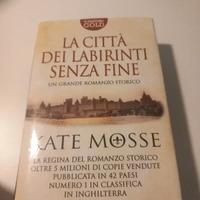 GOLD
LA CITTÀ
DEI LABIRINTI
SENZA FINE
UN GRANDE ROMANZO STORICO
KATE MOSSE
LA REGINA DEL ROMANZO STORICO
OLTRE 5 MILIONI DI COPIE VENDUTE
PUBBLICATA IN 42 PAESI
NUMERO 1 IN CLASSIFICA
IN INGHILTERRA